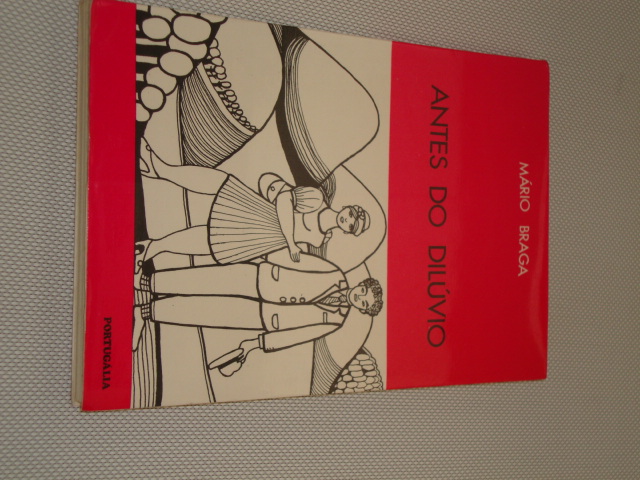 MÁRIO BRAGA
ANTES DO DILÚVIO
PORTUGÁLIA